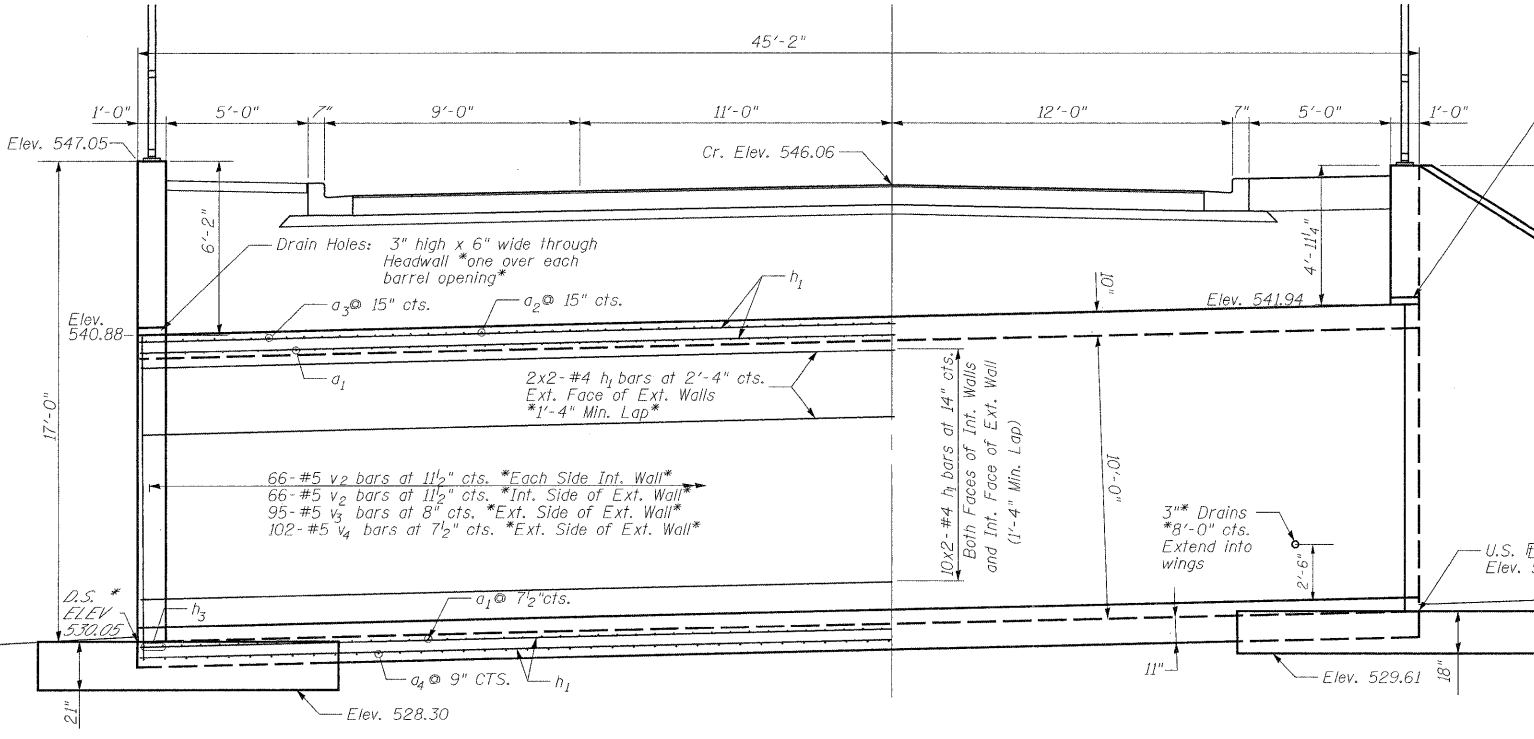 45'-2"
1'-0"
5'-0"
7"
9'-0"
11'-0"
12'-0"
7"
5'-0"
1'-0"
Elev. 547.05
Cr. Elev. 546.06
6'-2"
Drain Holes: 3" high x 6" wide through
Headwall *one over each
barrel opening*
4'-11¼"
10"
h₁
a₃@ 15" cts.
a₂@ 15" cts.
Elev. 541.94
Elev.
540.88
a₁
2x2-#4 h₁ bars at 2'-4" cts.
Ext. Face of Ext. Walls
*1'-4" Min. Lap*
17'-0"
10x2-#4 h₁ bars at 14" cts.
Both Faces of Int. Walls
and Int. Face of Ext. Wall
(1'-4" Min. Lap)
10'-0"
66-#5 v₂ bars at 11½" cts. *Each Side Int. Wall*
66-#5 v₂ bars at 11½" cts. *Int. Side of Ext. Wall*
95-#5 v₃ bars at 8" cts. *Ext. Side of Ext. Wall*
102-#5 v₄ bars at 7½" cts. *Ext. Side of Ext. Wall*
3"* Drains
*8'-0" cts.
Extend into
wings
2'-6"
U.S.
Elev.
D.S. *
ELEV
530.05
h₃
a₁@ 7½"cts.
a₄@ 9" CTS.
h₁
11"
18"
Elev. 529.61
21"
Elev. 528.30